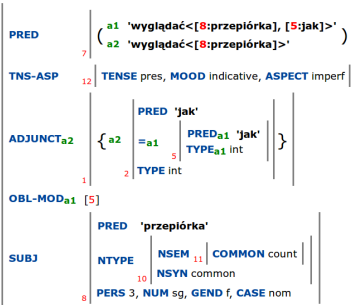 a1 'wyglądać<[8:przepiórka], [5:jak]>'
PRED
a2 'wyglądać<[8:przepiórka]>'
7
TNS-ASP 12 TENSE pres, MOOD indicative, ASPECT imperf
PRED 'jak'
ADJUNCTa2 a2 =a1 PREDa1 'jak'
5 TYPEa1 int
2 TYPE int
1
OBL-MODa1 [5]
PRED 'przepiórka'
SUBJ NTYPE NSEM 11 COMMON count
10 NSYN common
8 PERS 3, NUM sg, GEND f, CASE nom